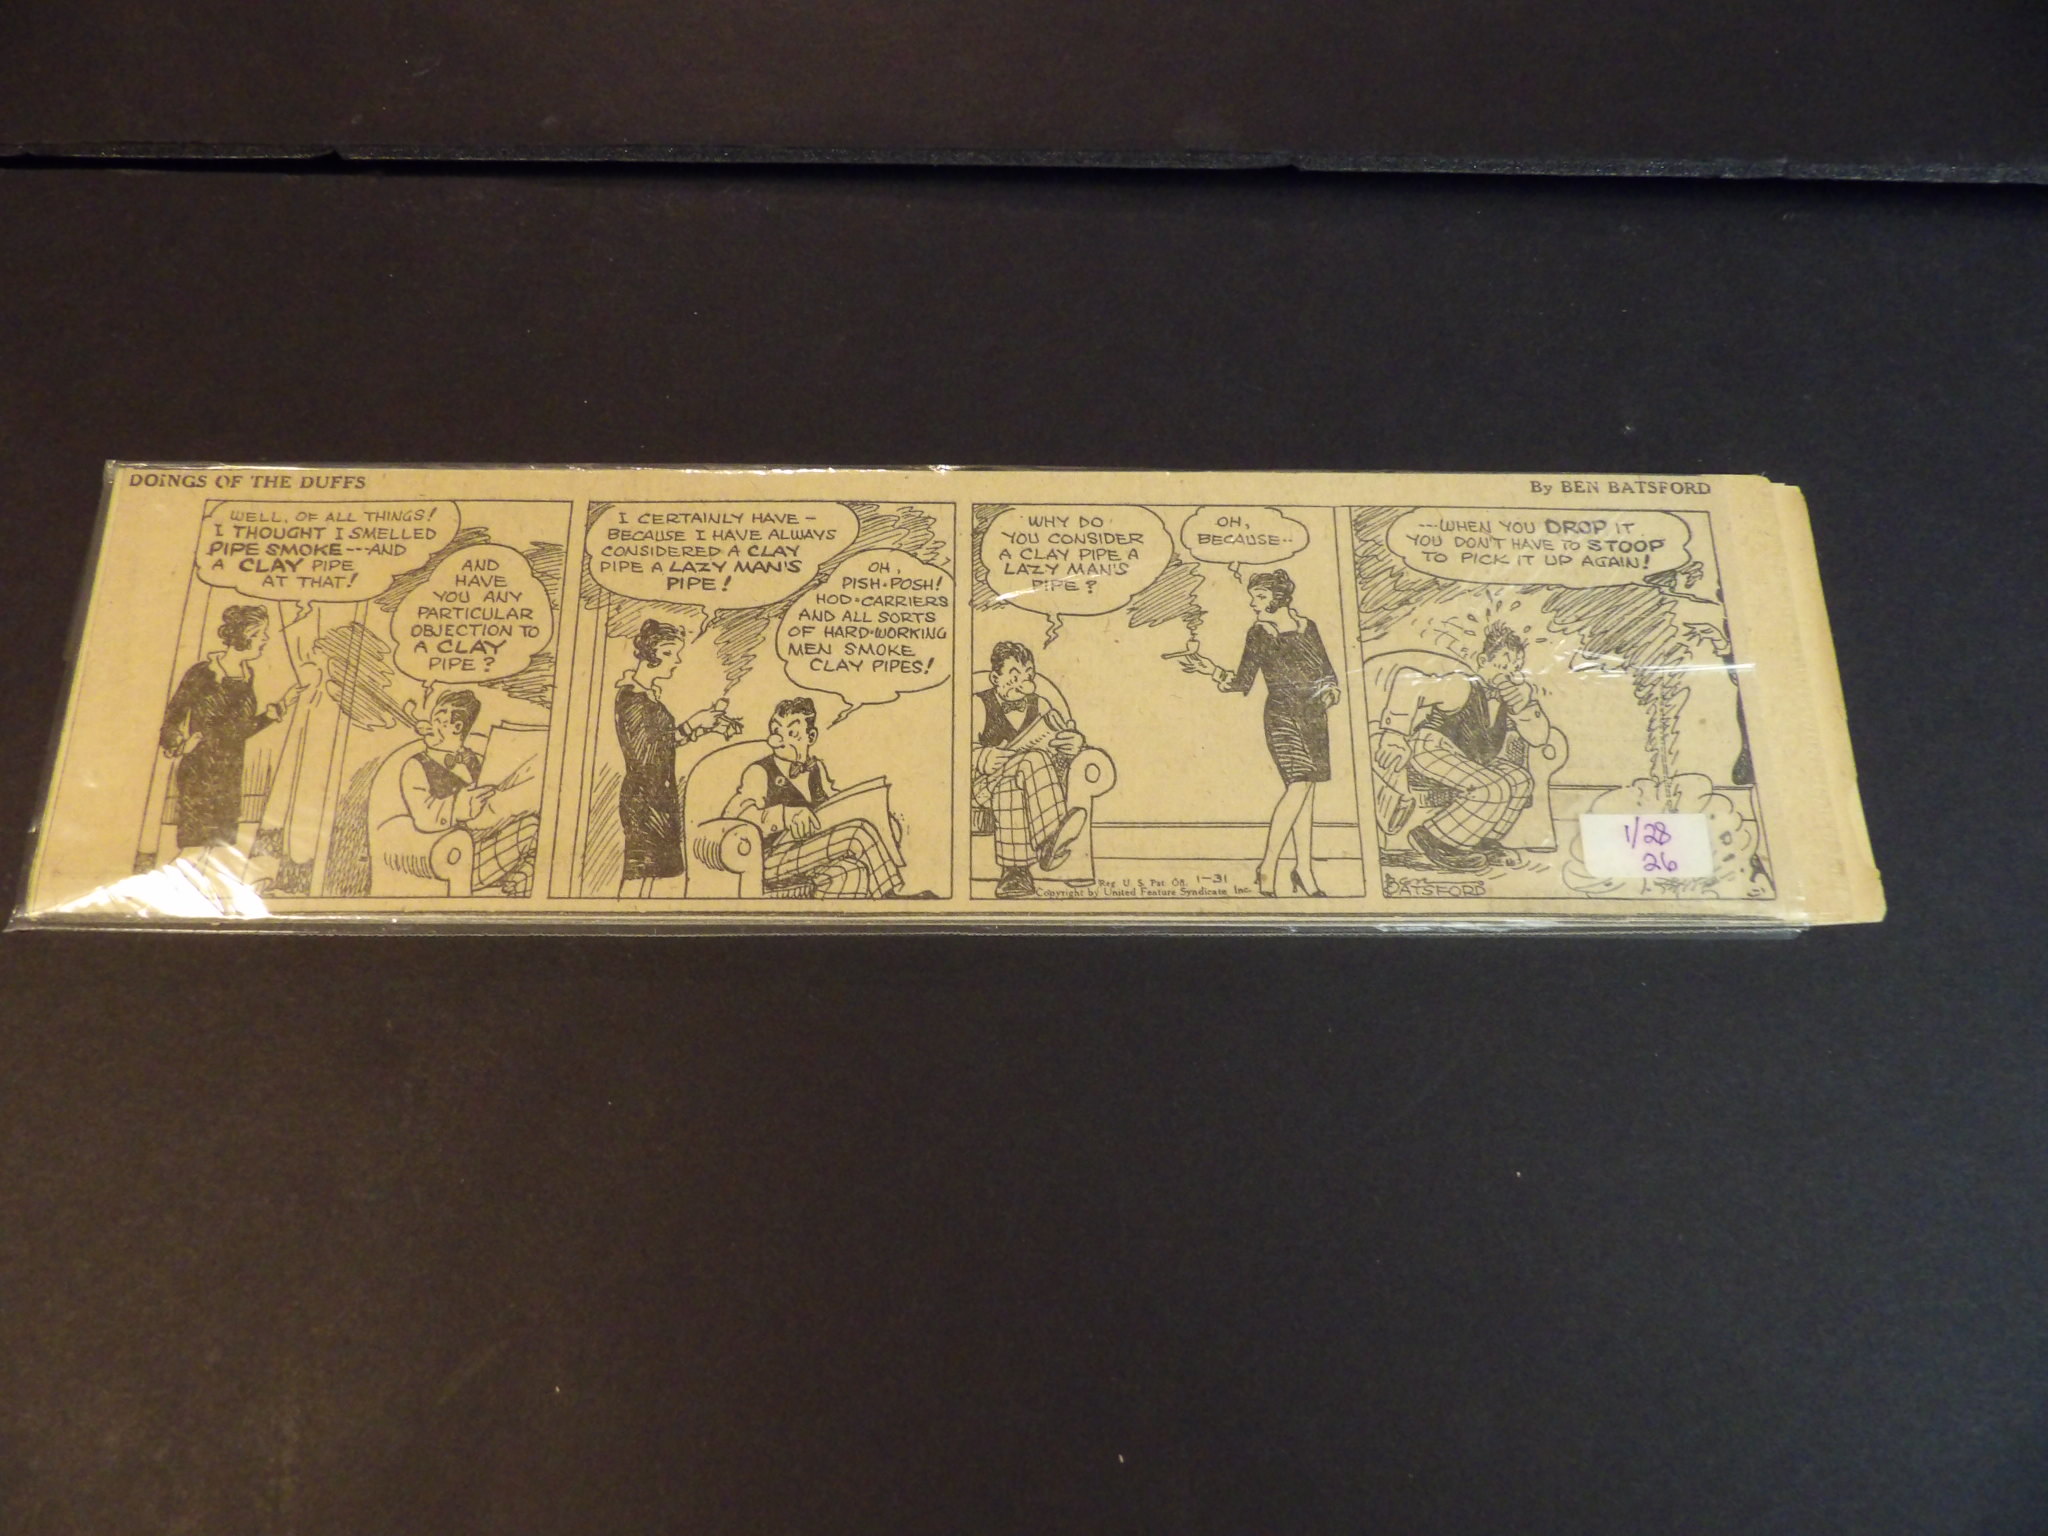 DOINGS OF THE DUFFS
By BEN BATSFORD
WELL, OF ALL THINGS!
I THOUGHT I SMELLED
PIPE SMOKE---AND
A CLAY PIPE
AT THAT!
AND
HAVE
YOU ANY
PARTICULAR
OBJECTION TO
A CLAY
PIPE?
I CERTAINLY HAVE-
BECAUSE I HAVE ALWAYS
CONSIDERED A CLAY
PIPE A LAZY MAN'S
PIPE!
OH,
PISH-POSH!
HOD-CARRIERS
AND ALL SORTS
OF HARD-WORKING
MEN SMOKE
CLAY PIPES!
WHY DO
YOU CONSIDER
A CLAY PIPE A
LAZY MAN'S
PIPE?
OH,
BECAUSE--
Reg U. S. Pat. Off. 1-31
Copyright by United Feature Syndicate Inc.
---WHEN YOU DROP IT
YOU DON'T HAVE TO STOOP
TO PICK IT UP AGAIN!
BATSFORD
1/28
26